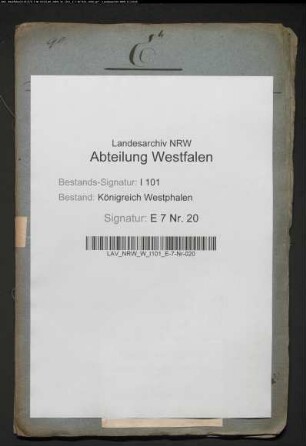 E
Landesarchiv NRW
Abteilung Westfalen
Bestands-Signatur: I 101
Bestand: Königreich Westphalen
Signatur: E 7 Nr. 20
LAV_NRW_W_I101_E-7-Nr-020